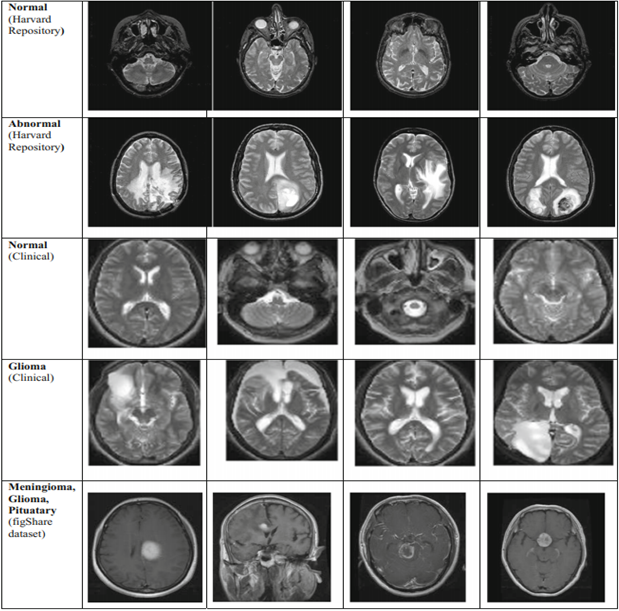 Normal
(Harvard
Repository)
Abnormal
(Harvard
Repository)
Normal
(Clinical)
Glioma
(Clinical)
Meningioma,
Glioma,
Pituatary
(figShare
dataset)